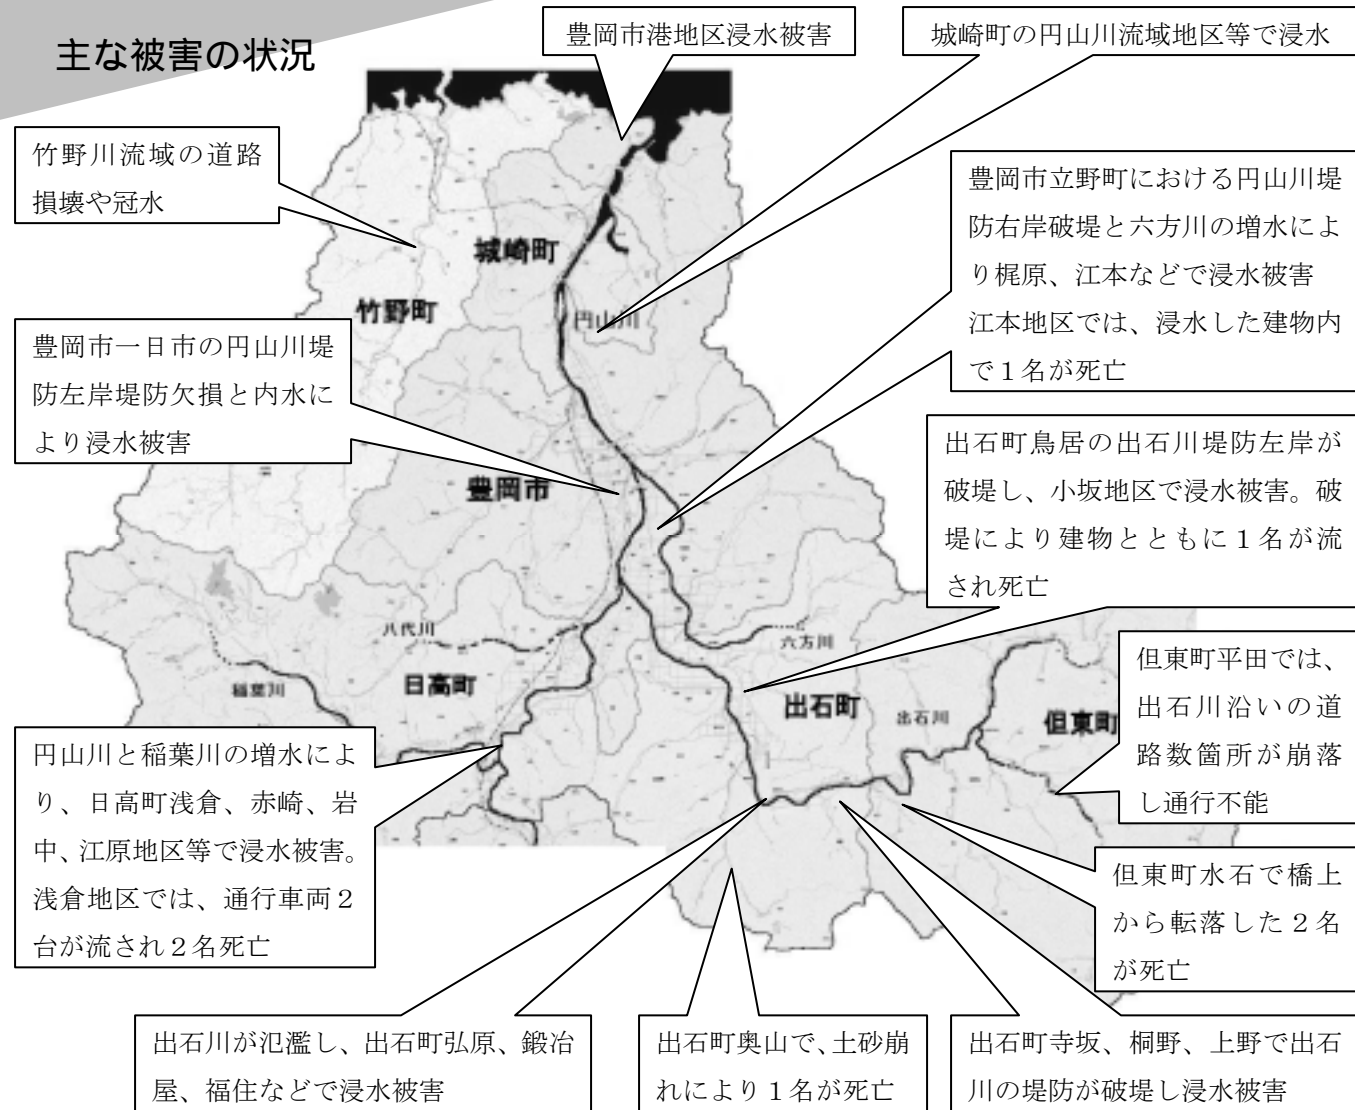 主な被害の状況
豊岡市港地区浸水被害
城崎町の円山川流域地区等で浸水
竹野川流域の道路
損壊や冠水
豊岡市立野町における円山川堤
防右岸破堤と六方川の増水によ
り梶原、江本などで浸水被害
江本地区では、浸水した建物内
で１名が死亡
城崎町
竹野町
円山川
豊岡市一日市の円山川堤
防左岸堤防欠損と内水に
より浸水被害
出石町鳥居の出石川堤防左岸が
破堤し、小坂地区で浸水被害。破
堤により建物とともに１名が流
され死亡
豊岡市
八代川
六方川
稲葉川
日高町
出石町
出石川
但東町
但東町平田では、
出石川沿いの道
路数箇所が崩落
し通行不能
円山川と稲葉川の増水によ
り、日高町浅倉、赤崎、岩
中、江原地区等で浸水被害。
浅倉地区では、通行車両２
台が流され２名死亡
但東町水石で橋上
から転落した２名
が死亡
出石川が氾濫し、出石町弘原、鍛冶
屋、福住などで浸水被害
出石町奥山で、土砂崩
れにより１名が死亡
出石町寺坂、桐野、上野で出石
川の堤防が破堤し浸水被害